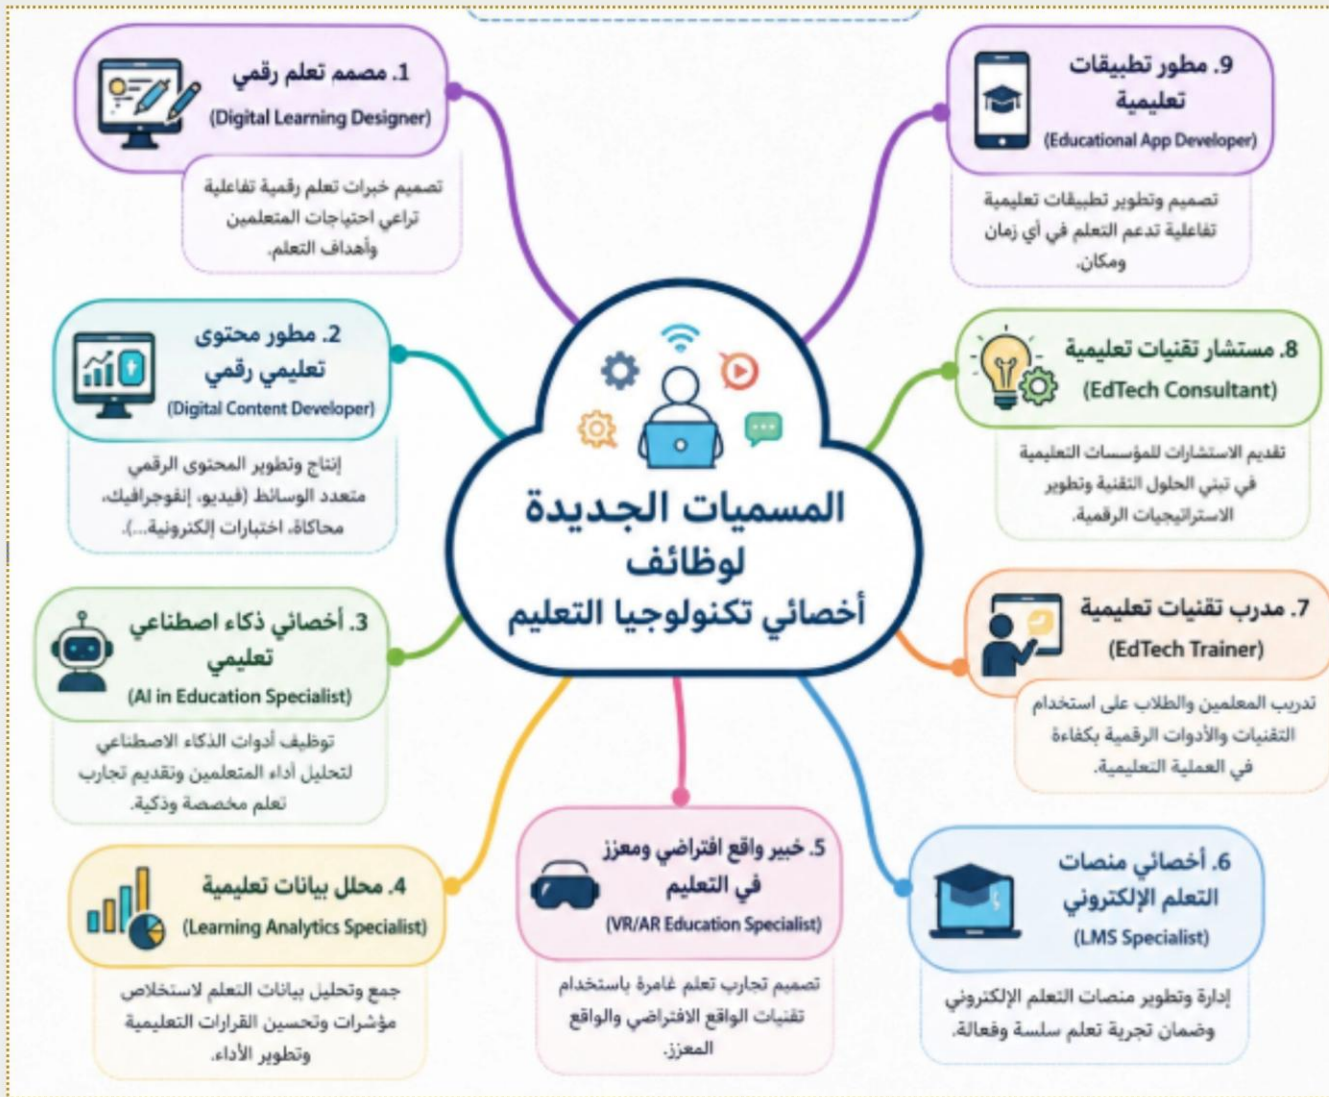 المسميات الجديدة
لوظائف
أخصائي تكنولوجيا التعليم
1. مصمم تعلم رقمي
(Digital Learning Designer)
تصميم خبرات تعلم رقمية تفاعلية
تراعي احتياجات المتعلمين
وأهداف التعلم.
2. مطور محتوى
تعليمي رقمي
(Digital Content Developer)
إنتاج وتطوير المحتوى الرقمي
متعدد الوسائط (فيديو، إنفوجرافيك،
محاكاة، اختبارات إلكترونية...).
3. أخصائي ذكاء اصطناعي
تعليمي
(AI in Education Specialist)
توظيف أدوات الذكاء الاصطناعي
لتحليل أداء المتعلمين وتقديم تجارب
تعلم مخصصة وذكية.
4. محلل بيانات تعليمية
(Learning Analytics Specialist)
جمع وتحليل بيانات التعلم لاستخلاص
مؤشرات وتحسين القرارات التعليمية
وتطوير الأداء.
5. خبير واقع افتراضي ومعزز
في التعليم
(VR/AR Education Specialist)
تصميم تجارب تعلم غامرة باستخدام
تقنيات الواقع الافتراضي والواقع
المعزز.
6. أخصائي منصات
التعلم الإلكتروني
(LMS Specialist)
إدارة وتطوير منصات التعلم الإلكتروني
وضمان تجربة تعلم سلسة وفعالة.
7. مدرب تقنيات تعليمية
(EdTech Trainer)
تدريب المعلمين والطلاب على استخدام
التقنيات والأدوات الرقمية بكفاءة
في العملية التعليمية.
8. مستشار تقنيات تعليمية
(EdTech Consultant)
تقديم الاستشارات للمؤسسات التعليمية
في تبني الحلول التقنية وتطوير
الاستراتيجيات الرقمية.
9. مطور تطبيقات
تعليمية
(Educational App Developer)
تصميم وتطوير تطبيقات تعليمية
تفاعلية تدعم التعلم في أي زمان
ومكان.